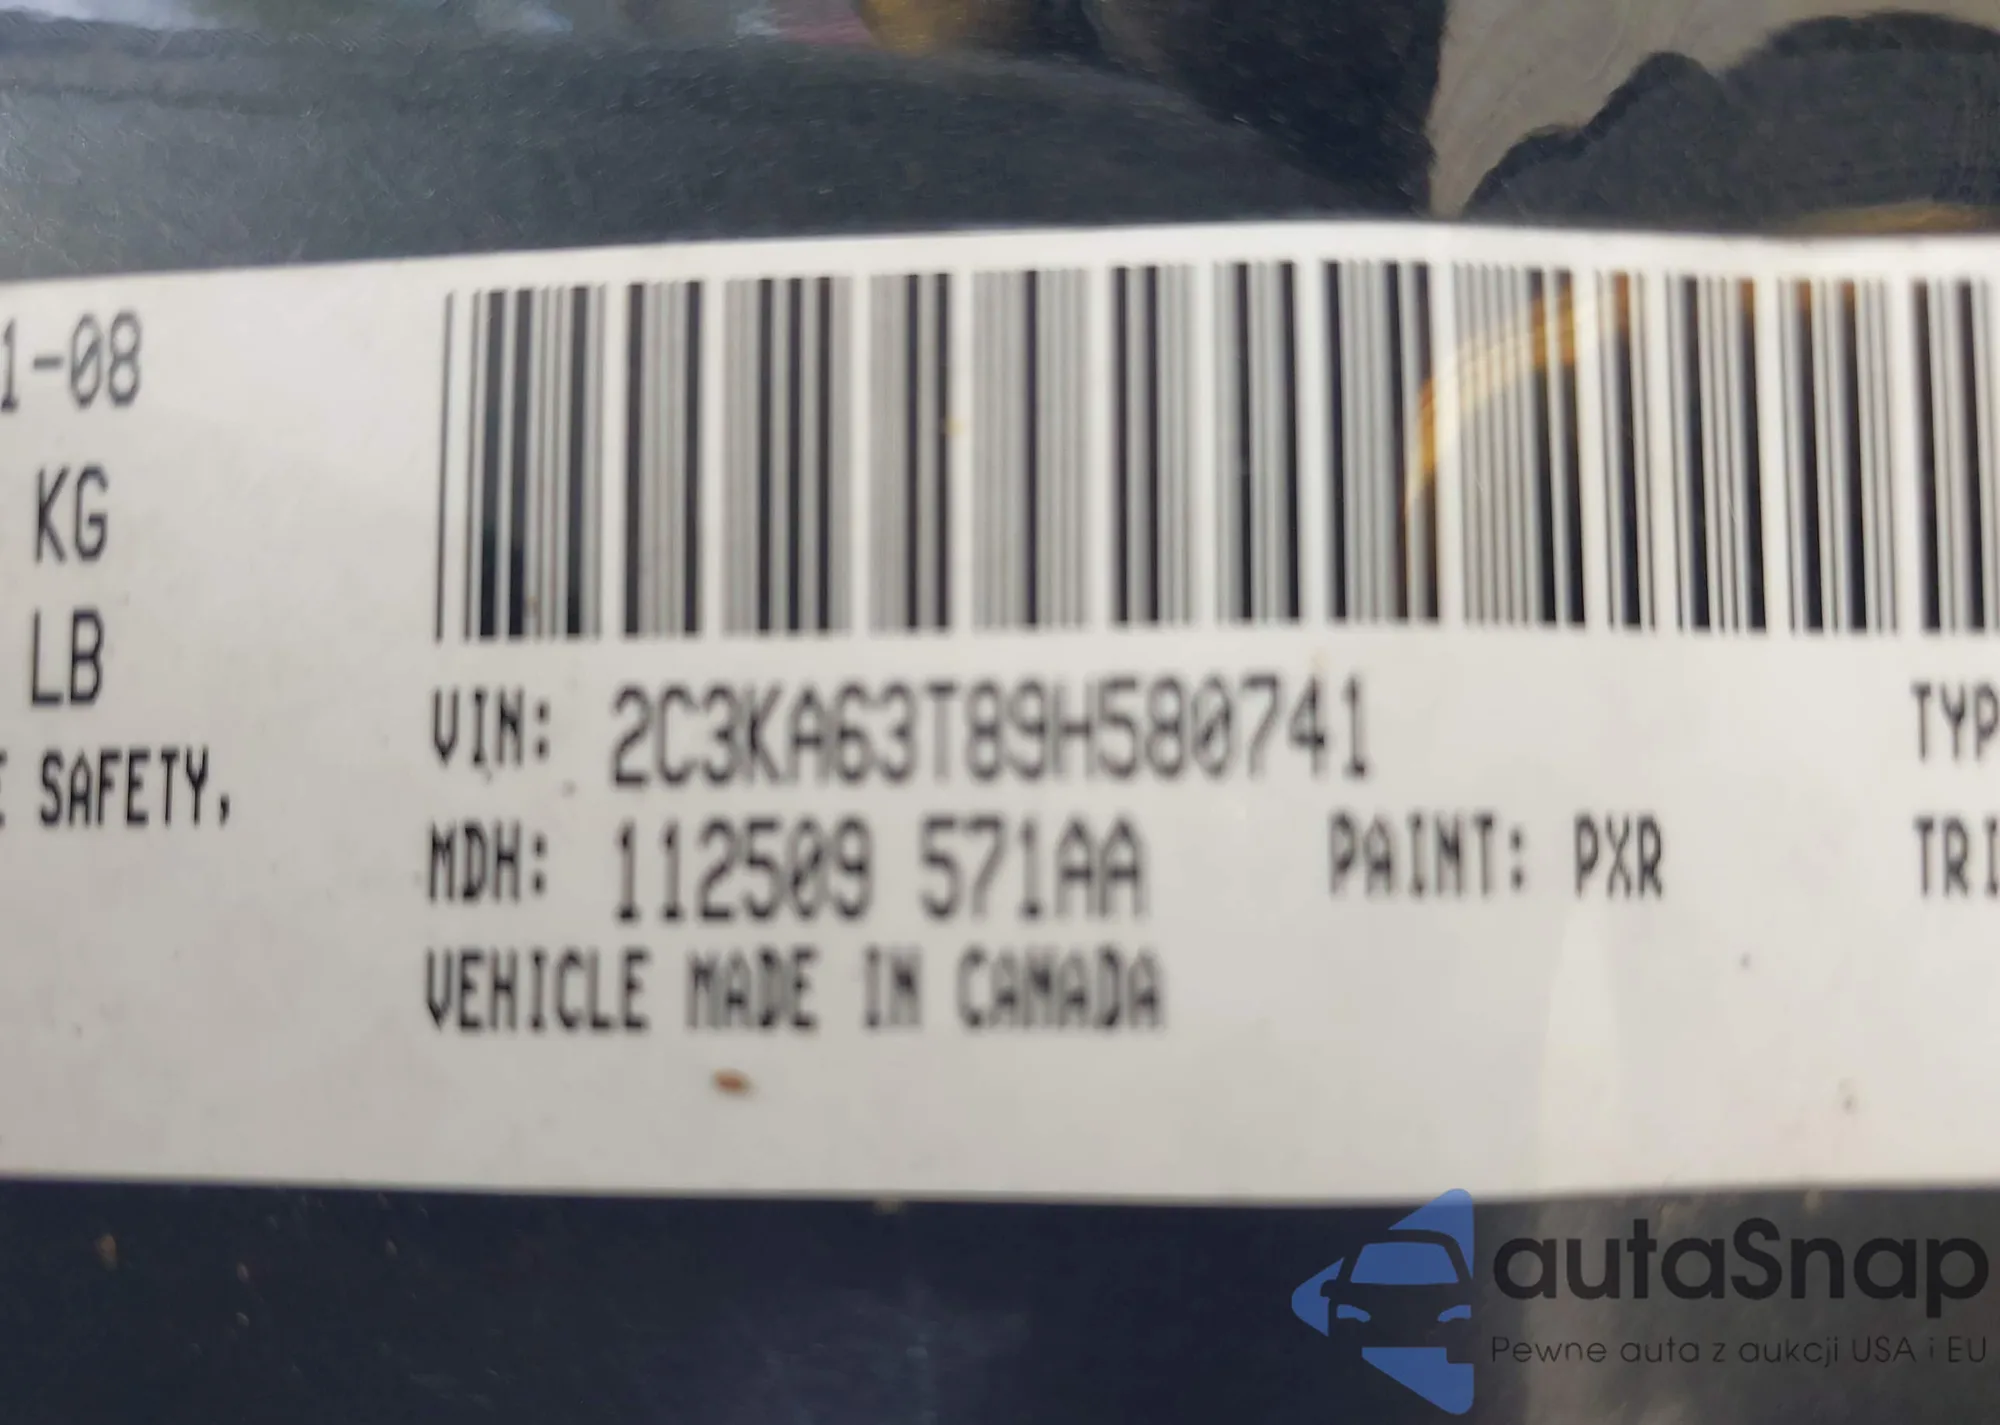 1-08
KG
LB
E SAFETY,
VIN: 2C3KA63T89H580741
MDH: 112509 571AA
PAINT: PXR
VEHICLE MADE IN CANADA
TYP
TRI
autaSnap
Pewne auta z aukcji USA i EU